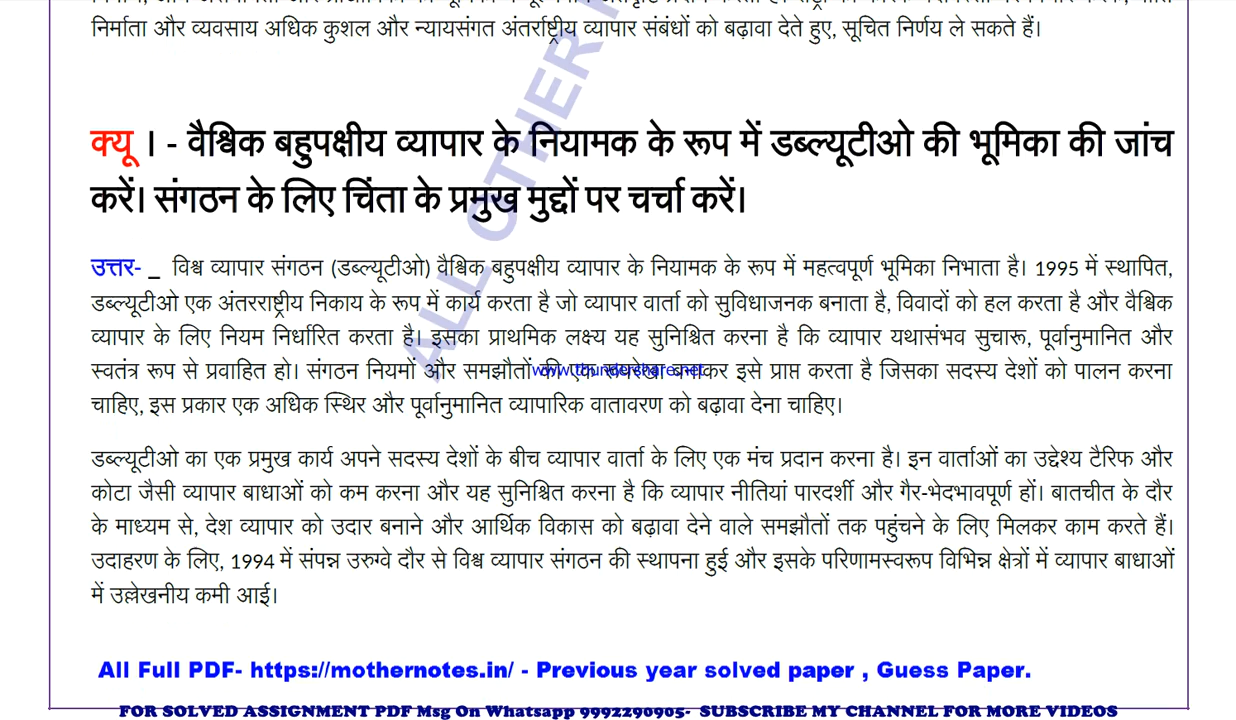 निर्माता और व्यवसाय अधिक कुशल और न्यायसंगत अंतर्राष्ट्रीय व्यापार संबंधों को बढ़ावा देते हुए, सूचित निर्णय ले सकते हैं।
क्यू । - वैश्विक बहुपक्षीय व्यापार के नियामक के रूप में डब्ल्यूटीओ की भूमिका की जांच
करें। संगठन के लिए चिंता के प्रमुख मुद्दों पर चर्चा करें।
उत्तर- _ विश्व व्यापार संगठन (डब्ल्यूटीओ) वैश्विक बहुपक्षीय व्यापार के नियामक के रूप में महत्वपूर्ण भूमिका निभाता है। 1995 में स्थापित,
डब्ल्यूटीओ एक अंतरराष्ट्रीय निकाय के रूप में कार्य करता है जो व्यापार वार्ता को सुविधाजनक बनाता है, विवादों को हल करता है और वैश्विक
व्यापार के लिए नियम निर्धारित करता है। इसका प्राथमिक लक्ष्य यह सुनिश्चित करना है कि व्यापार यथासंभव सुचारू, पूर्वानुमानित और
स्वतंत्र रूप से प्रवाहित हो। संगठन नियमों और समझौतों की एक रूपरेखा बनाकर इसे प्राप्त करता है जिसका सदस्य देशों को पालन करना
www.thundershare.net
चाहिए, इस प्रकार एक अधिक स्थिर और पूर्वानुमानित व्यापारिक वातावरण को बढ़ावा देना चाहिए।
डब्ल्यूटीओ का एक प्रमुख कार्य अपने सदस्य देशों के बीच व्यापार वार्ता के लिए एक मंच प्रदान करना है। इन वार्ताओं का उद्देश्य टैरिफ और
कोटा जैसी व्यापार बाधाओं को कम करना और यह सुनिश्चित करना है कि व्यापार नीतियां पारदर्शी और गैर-भेदभावपूर्ण हों। बातचीत के दौर
के माध्यम से, देश व्यापार को उदार बनाने और आर्थिक विकास को बढ़ावा देने वाले समझौतों तक पहुंचने के लिए मिलकर काम करते हैं।
उदाहरण के लिए, 1994 में संपन्न उरुग्वे दौर से विश्व व्यापार संगठन की स्थापना हुई और इसके परिणामस्वरूप विभिन्न क्षेत्रों में व्यापार बाधाओं
में उल्लेखनीय कमी आई।
ALL OTHER
All Full PDF- https://mothernotes.in/ - Previous year solved paper , Guess Paper.
FOR SOLVED ASSIGNMENT PDF Msg On Whatsapp 9992290905- SUBSCRIBE MY CHANNEL FOR MORE VIDEOS